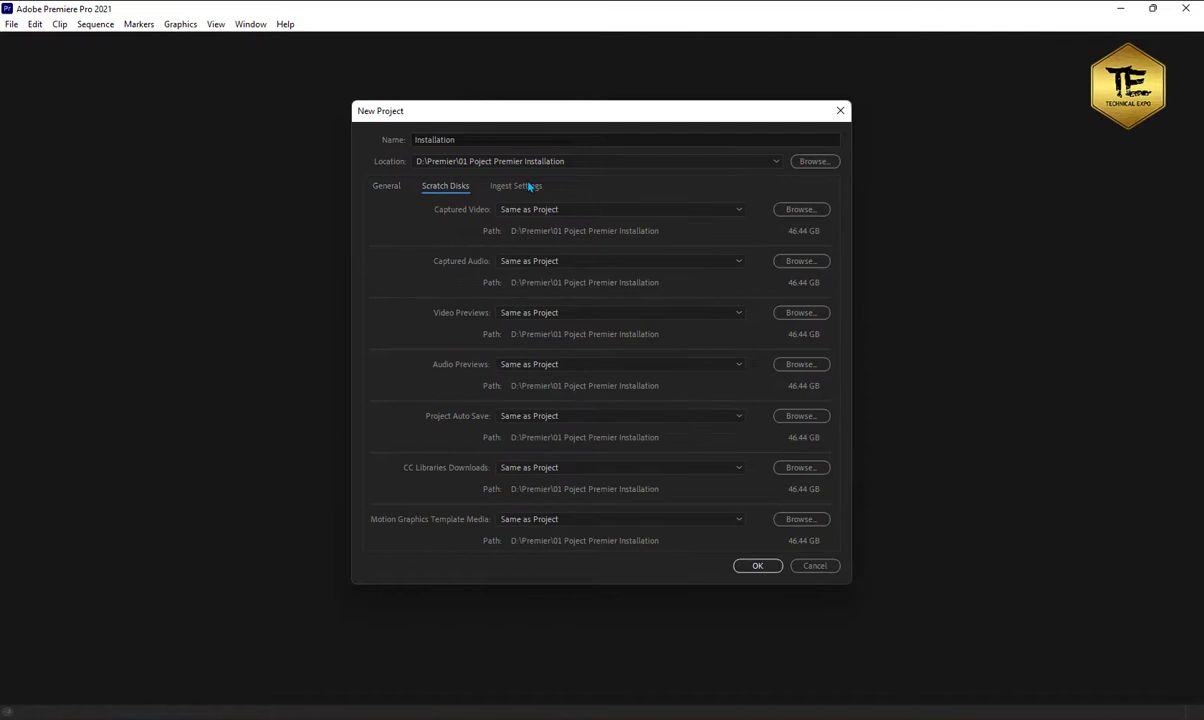 Pr Adobe Premiere Pro 2021
File Edit Clip Sequence Markers Graphics View Window Help
TF
TECHNICAL EXPO
New Project
Name: Installation
Location: D:\Premier\01 Poject Premier Installation Browse...
General Scratch Disks Ingest Settings
Captured Video: Same as Project Browse...
Path: D:\Premier\01 Poject Premier Installation 46.44 GB
Captured Audio: Same as Project Browse...
Path: D:\Premier\01 Poject Premier Installation 46.44 GB
Video Previews: Same as Project Browse...
Path: D:\Premier\01 Poject Premier Installation 46.44 GB
Audio Previews: Same as Project Browse...
Path: D:\Premier\01 Poject Premier Installation 46.44 GB
Project Auto Save: Same as Project Browse...
Path: D:\Premier\01 Poject Premier Installation 46.44 GB
CC Libraries Downloads: Same as Project Browse...
Path: D:\Premier\01 Poject Premier Installation 46.44 GB
Motion Graphics Template Media: Same as Project Browse...
Path: D:\Premier\01 Poject Premier Installation 46.44 GB
OK Cancel